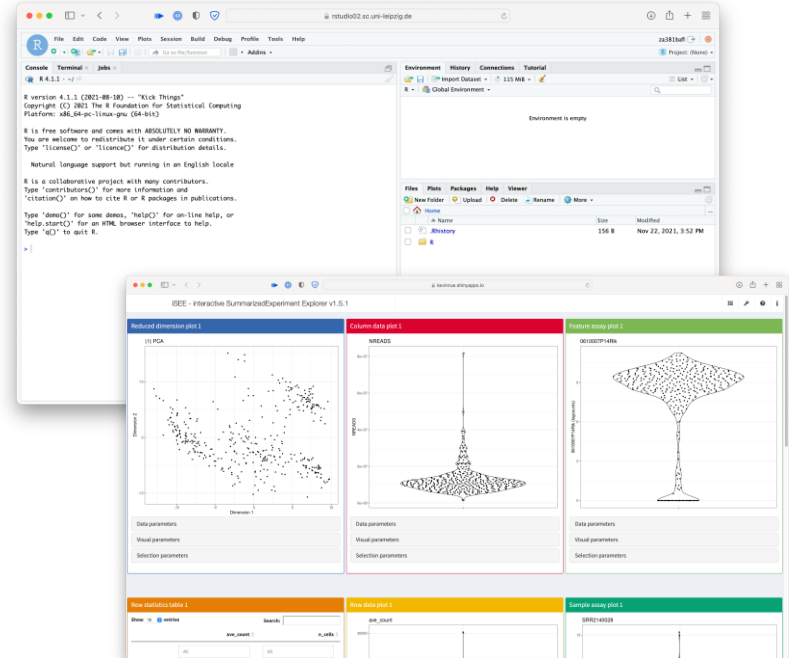 rstudio02.sc.uni-leipzig.de
R
File Edit Code View Plots Session Build Debug Profile Tools Help
za381bafl
Go to file/function
Addins
Project: (None)
Console Terminal Jobs
R 4.1.1 · ~/
R version 4.1.1 (2021-08-10) -- "Kick Things"
Copyright (C) 2021 The R Foundation for Statistical Computing
Platform: x86_64-pc-linux-gnu (64-bit)
R is free software and comes with ABSOLUTELY NO WARRANTY.
You are welcome to redistribute it under certain conditions.
Type 'license()' or 'licence()' for distribution details.
Natural language support but running in an English locale
R is a collaborative project with many contributors.
Type 'contributors()' for more information and
'citation()' on how to cite R or R packages in publications.
Type 'demo()' for some demos, 'help()' for on-line help, or
'help.start()' for an HTML browser interface to help.
Type 'q()' to quit R.
>
Environment History Connections Tutorial
Import Dataset 115 MiB
List
R Global Environment
Environment is empty
Files Plots Packages Help Viewer
New Folder Upload Delete Rename More
Home
Name Size Modified
.Rhistory 156 B Nov 22, 2021, 3:52 PM
R
kevinrue.shinyapps.io
iSEE - interactive SummarizedExperiment Explorer v1.5.1
Reduced dimension plot 1
(1) PCA
Dimension 2
Dimension 1
Data parameters
Visual parameters
Selection parameters
Column data plot 1
NREADS
NREADS
Data parameters
Visual parameters
Selection parameters
Feature assay plot 1
0610007P14Rik
Data parameters
Visual parameters
Selection parameters
Row statistics table 1
Show entries
Search:
ave_count n_cells
All All
Row data plot 1
ave_count
Sample assay plot 1
SRR2140028